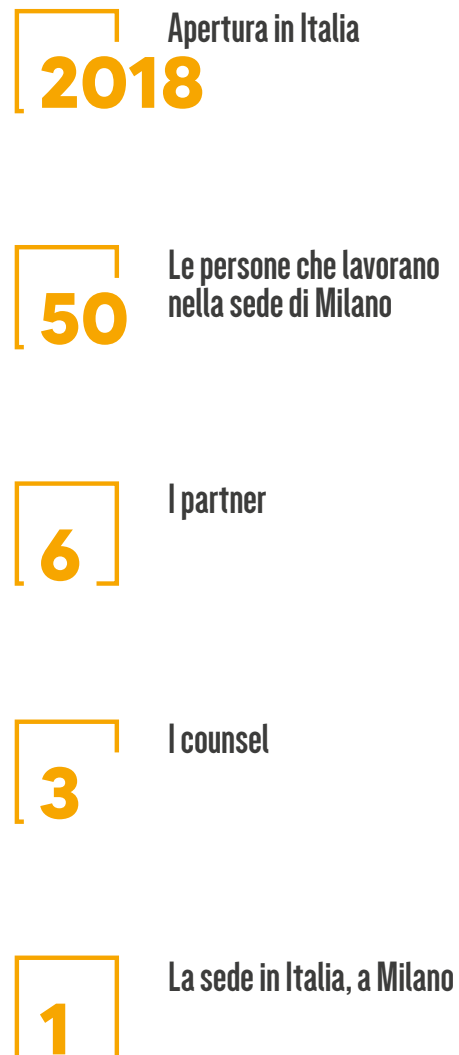 Apertura in Italia
2018
Le persone che lavorano
nella sede di Milano
50
I partner
6
I counsel
3
La sede in Italia, a Milano
1